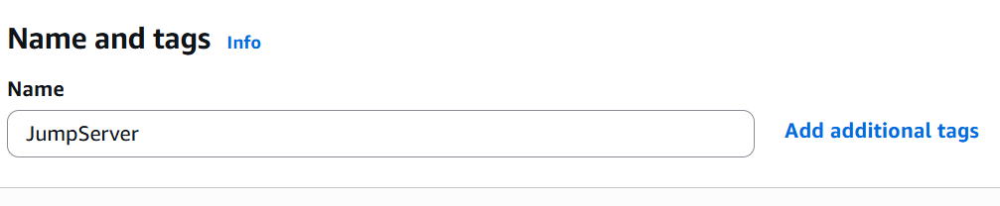 Name and tags Info
Name
JumpServer
Add additional tags